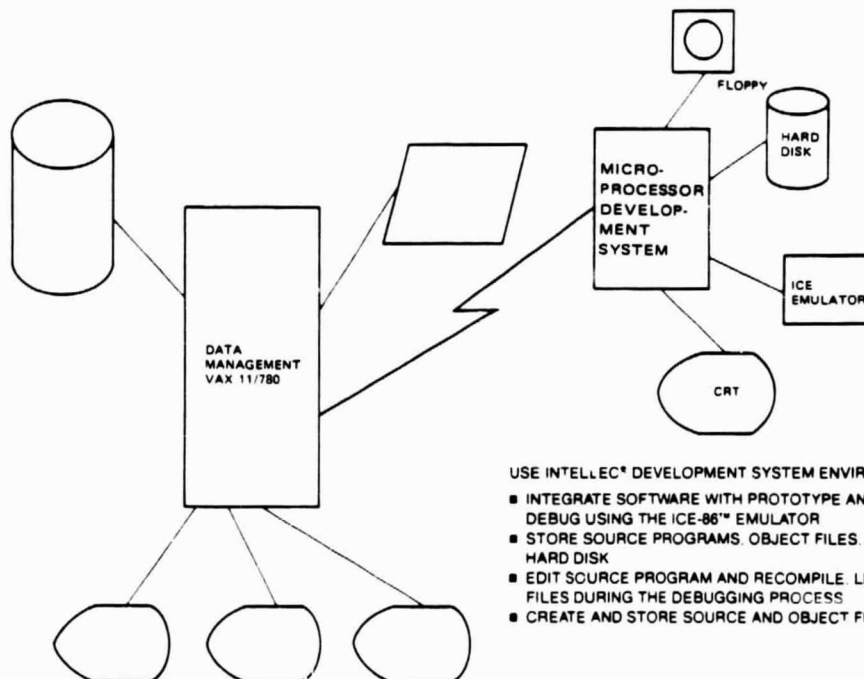 FLOPPY
HARD
DISK
MICRO-
PROCESSOR
DEVELOP-
MENT
SYSTEM
ICE
EMULATOR
CRT
DATA
MANAGEMENT
VAX 11/780
USE INTELLEC* DEVELOPMENT SYSTEM
■ INTEGRATE SOFTWARE WITH PROTOTYPE
DEBUG USING THE ICE-86™ EMULATOR
■ STORE SOURCE PROGRAMS. OBJECT FILES.
HARD DISK
■ EDIT SOURCE PROGRAM AND RECOMPILE.
FILES DURING THE DEBUGGING PROCESS
■ CREATE AND STORE SOURCE AND OBJECT